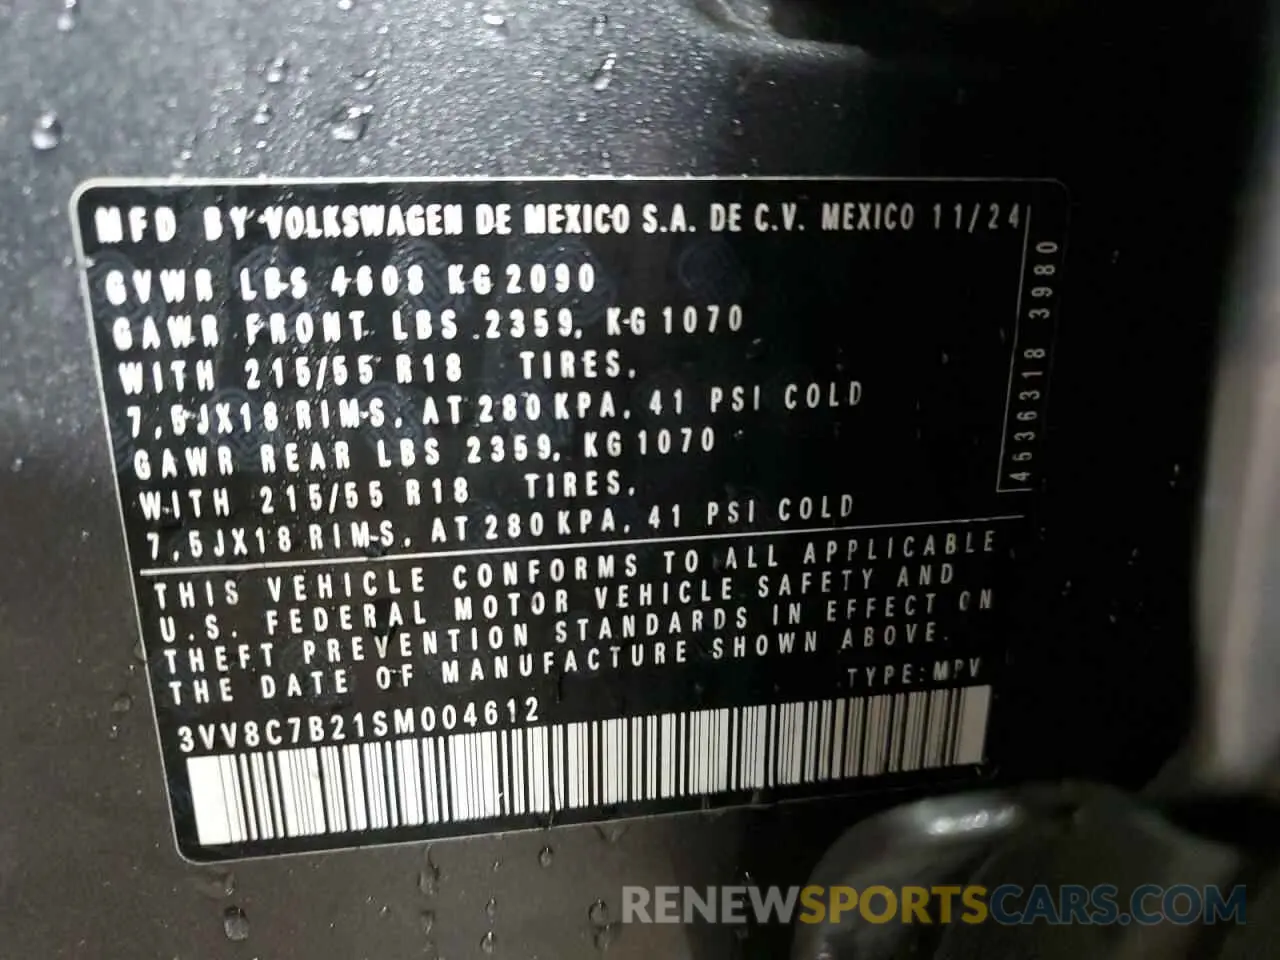 MFD BY VOLKSWAGEN DE MEXICO S.A. DE C.V. MEXICO 11/24
GVWR LBS 4608 KG 2090
GAWR FRONT LBS 2359, KG 1070
WITH 215/55 R18 TIRES,
7,5JX18 RIMS, AT 280 KPA, 41 PSI COLD
GAWR REAR LBS 2359, KG 1070
WITH 215/55 R18 TIRES,
7,5JX18 RIMS, AT 280 KPA, 41 PSI COLD
4536318 3980
THIS VEHICLE CONFORMS TO ALL APPLICABLE
U.S. FEDERAL MOTOR VEHICLE SAFETY AND
THEFT PREVENTION STANDARDS IN EFFECT ON
THE DATE OF MANUFACTURE SHOWN ABOVE.
TYPE: MPV
3VV8C7B21SM004612
RENEWSPORTSCARS.COM